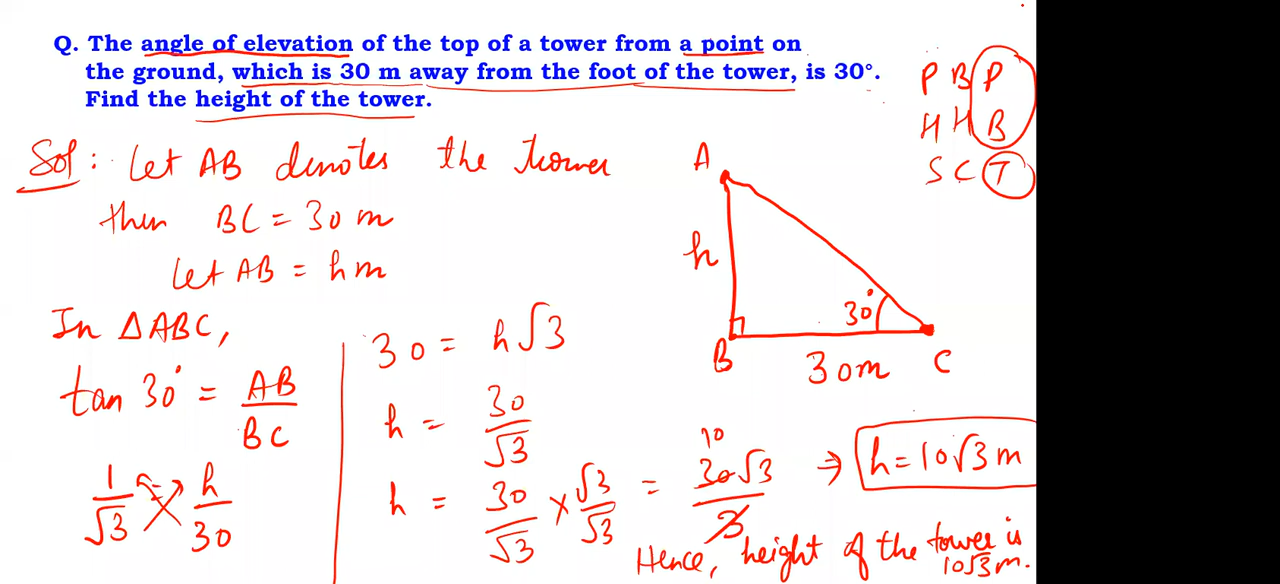 Q. The angle of elevation of the top of a tower from a point on
the ground, which is 30 m away from the foot of the tower, is 30°.
Find the height of the tower.
P B P
H H B
S C T
Sol: Let AB denotes the tower
then BC = 30 m
Let AB = h m
In △ABC,
tan 30° = AB/BC
1/√3 = h/30
30 = h√3
h = 30/√3
h = 30/√3 × √3/√3 = 10 30√3/3 ⇒ h = 10√3 m
Hence, height of the tower is
10√3 m.
A
h
30°
B
30m
C